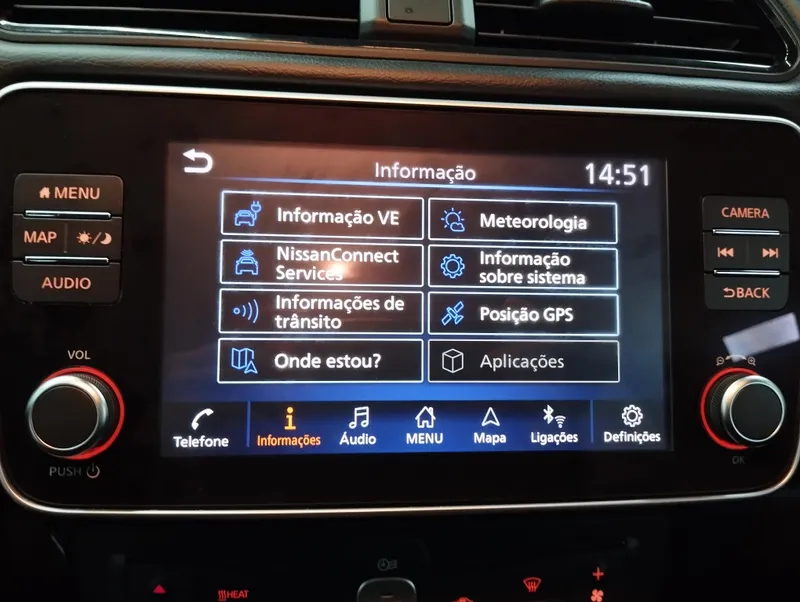 Informação
14:51
MENU
MAP
AUDIO
VOL
PUSH
Informação VE
Meteorologia
NissanConnect
Services
Informação
sobre sistema
Informações de
trânsito
Posição GPS
Onde estou?
Aplicações
Telefone
Informações
Áudio
MENU
Mapa
Ligações
Definições
CAMERA
BACK
OK
HEAT